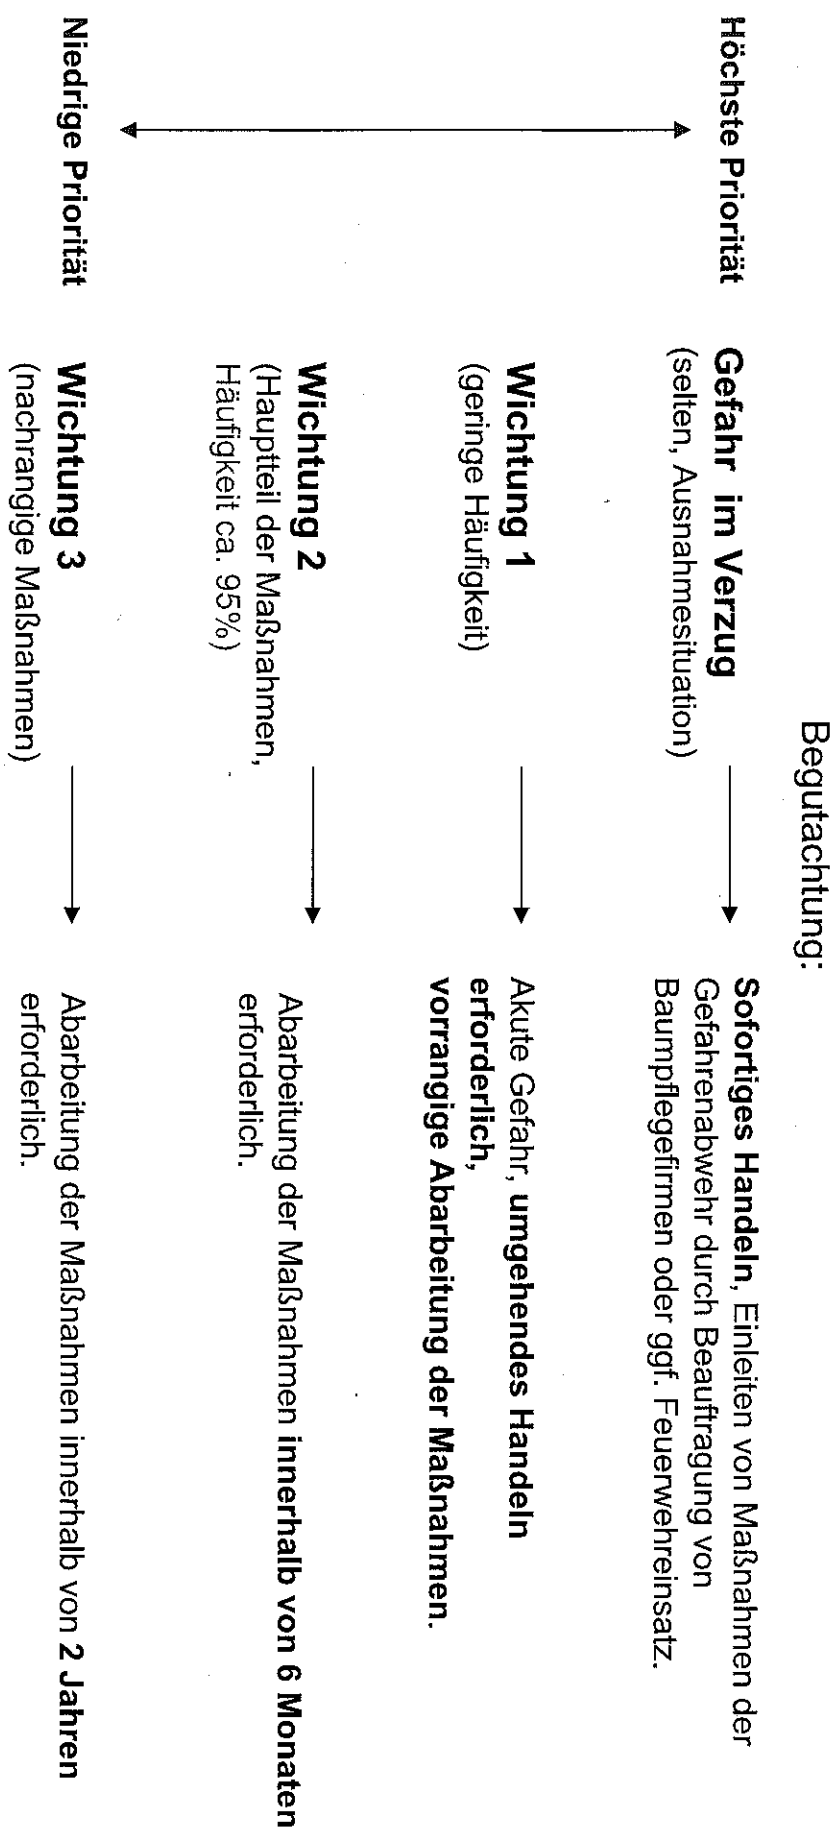 Begutachtung:
Höchste Priorität
Gefahr im Verzug
(selten, Ausnahmesituation)
Sofortiges Handeln, Einleiten von Maßnahmen der
Gefahrenabwehr durch Beauftragung von
Baumpflegefirmen oder ggf. Feuerwehreinsatz.
Wichtung 1
(geringe Häufigkeit)
Akute Gefahr, umgehendes Handeln
erforderlich,
vorrangige Abarbeitung der Maßnahmen.
Wichtung 2
(Hauptteil der Maßnahmen,
Häufigkeit ca. 95%)
Abarbeitung der Maßnahmen innerhalb von 6 Monaten
erforderlich.
Niedrige Priorität
Wichtung 3
(nachrangige Maßnahmen)
Abarbeitung der Maßnahmen innerhalb von 2 Jahren
erforderlich.